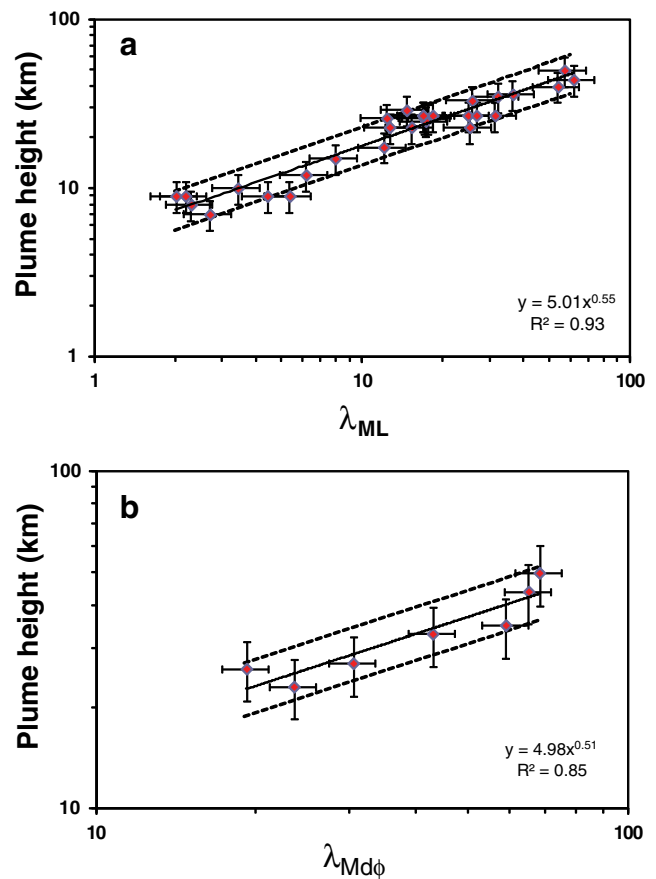 a
100
10
1
Plume height (km)
y = 5.01x^0.55
R² = 0.93
1 10 100
λML
b
100
10
Plume height (km)
y = 4.98x^0.51
R² = 0.85
10 100
λMdϕ